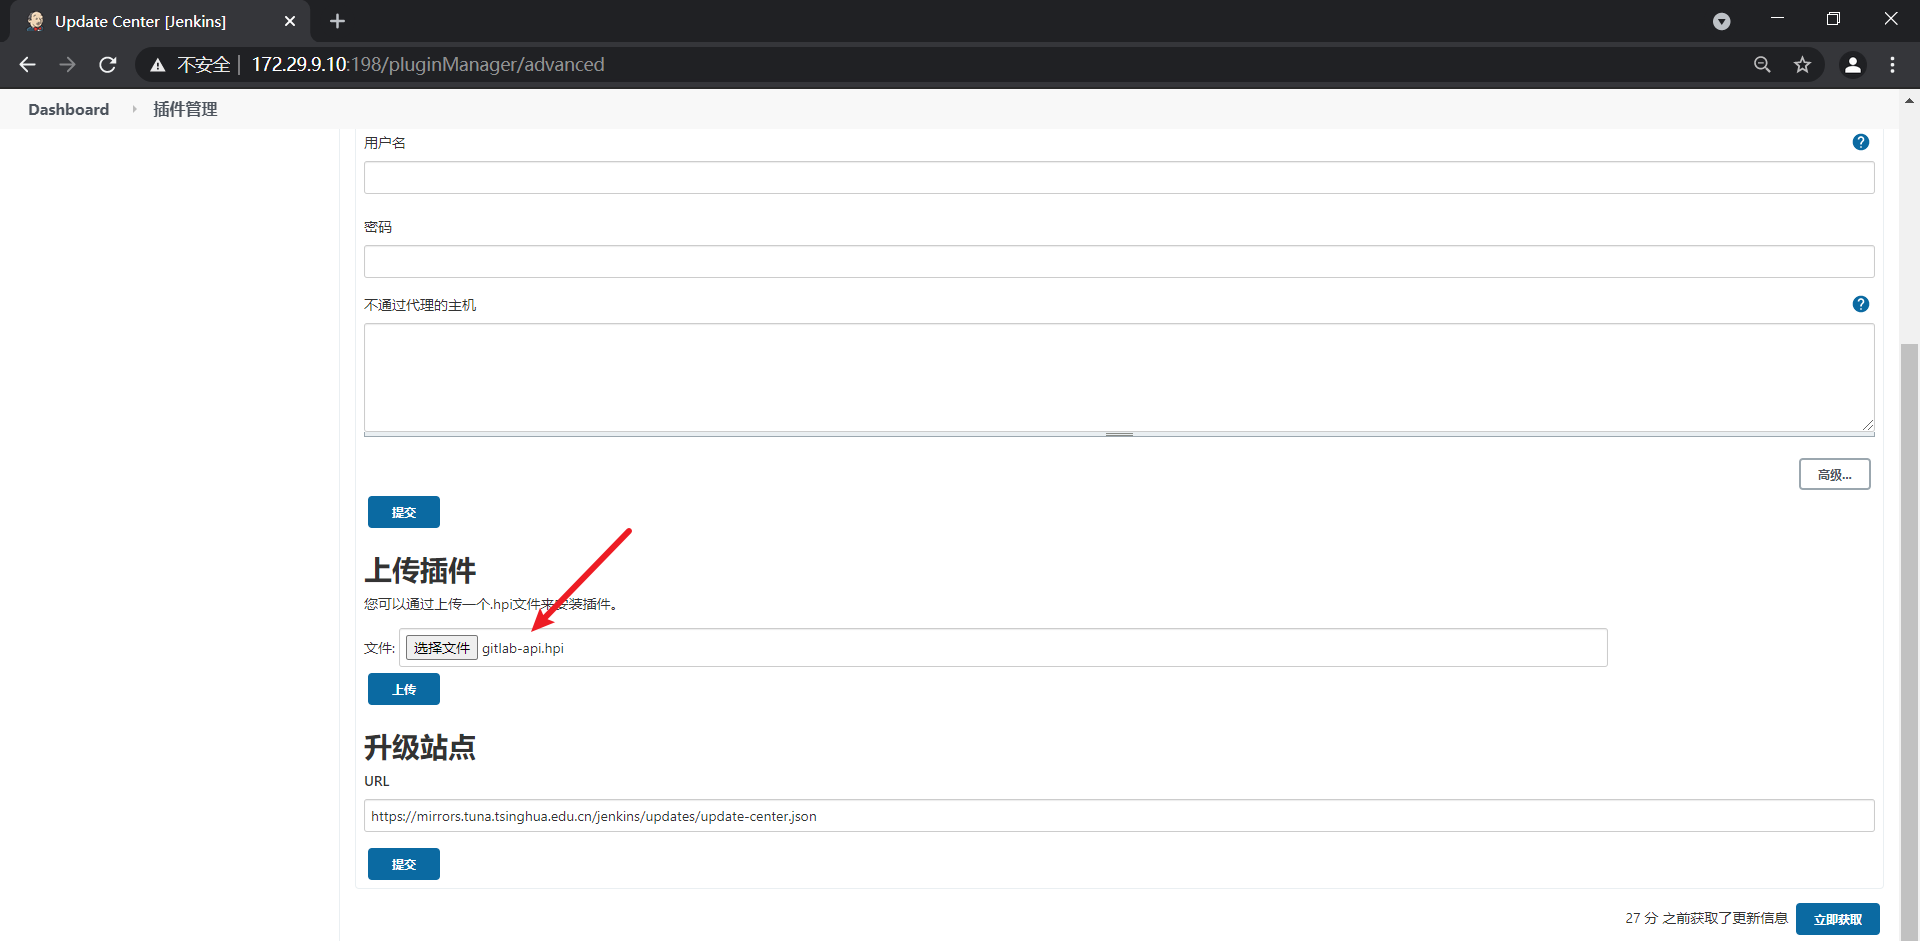 Update Center [Jenkins]
不安全 172.29.9.10:198/pluginManager/advanced
Dashboard 插件管理
用户名
密码
不通过代理的主机
高级...
提交
上传插件
您可以通过上传一个.hpi文件来安装插件。
文件: 选择文件 gitlab-api.hpi
上传
升级站点
URL
https://mirrors.tuna.tsinghua.edu.cn/jenkins/updates/update-center.json
提交
27 分 之前获取了更新信息 立即获取